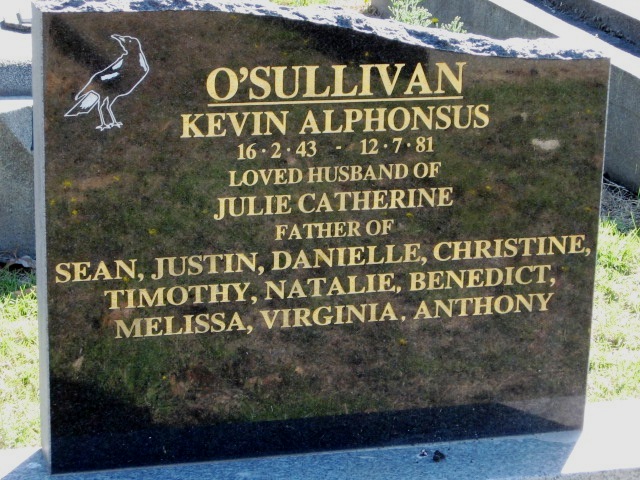 O'SULLIVAN
KEVIN ALPHONSUS
16·2·43 - 12·7·81
LOVED HUSBAND OF
JULIE CATHERINE
FATHER OF
SEAN, JUSTIN, DANIELLE, CHRISTINE,
TIMOTHY, NATALIE, BENEDICT,
MELISSA, VIRGINIA. ANTHONY